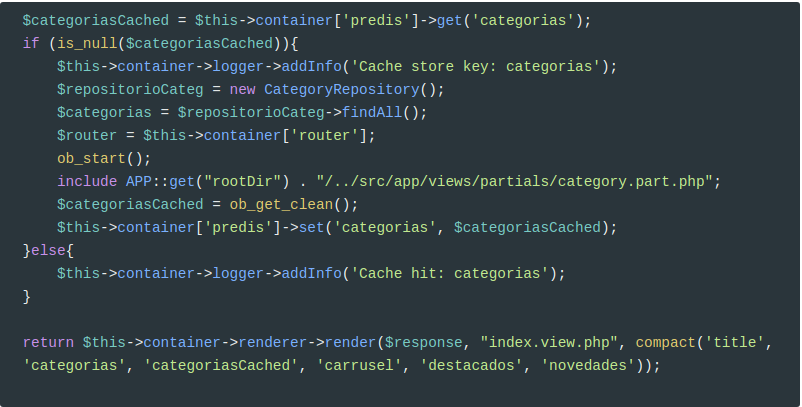 $categoriasCached = $this->container['predis']->get('categorias');
if (is_null($categoriasCached)){
    $this->container->logger->addInfo('Cache store key: categorias');
    $repositorioCateg = new CategoryRepository();
    $categorias = $repositorioCateg->findAll();
    $router = $this->container['router'];
    ob_start();
    include APP::get("rootDir") . "/../src/app/views/partials/category.part.php";
    $categoriasCached = ob_get_clean();
    $this->container['predis']->set('categorias', $categoriasCached);
}else{
    $this->container->logger->addInfo('Cache hit: categorias');
}

return $this->container->renderer->render($response, "index.view.php", compact('title',
'categorias', 'categoriasCached', 'carrusel', 'destacados', 'novedades'));